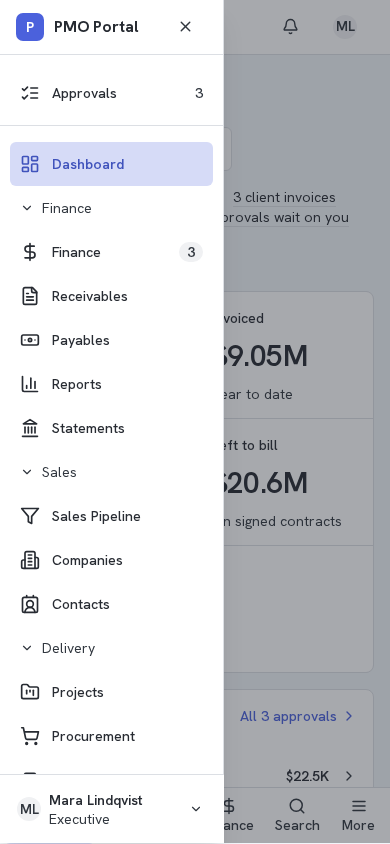 P PMO Portal
ML
Approvals 3
Dashboard
Finance
Finance 3
Receivables
Payables
Reports
Statements
Sales
Sales Pipeline
Companies
Contacts
Delivery
Projects
Procurement
ML Mara Lindqvist
Executive
3 client invoices
provals wait on you
voiced
$9.05M
ear to date
eft to bill
$20.6M
n signed contracts
All 3 approvals
$22.5K
ance Search More